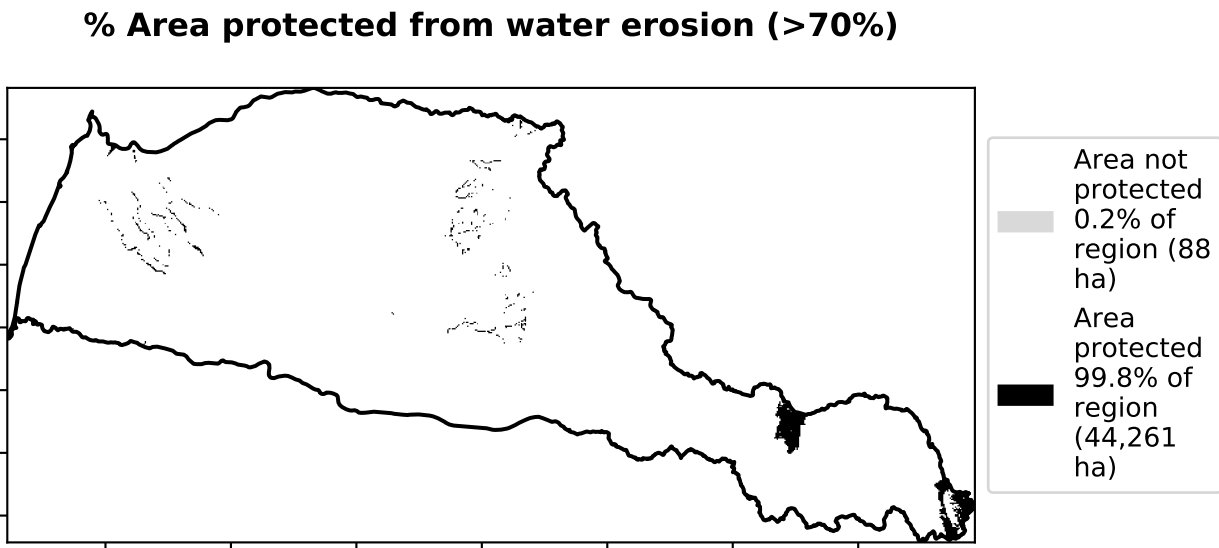 % Area protected from water erosion (>70%)
Area not
protected
0.2% of
region (88
ha)
Area
protected
99.8% of
region
(44,261
ha)